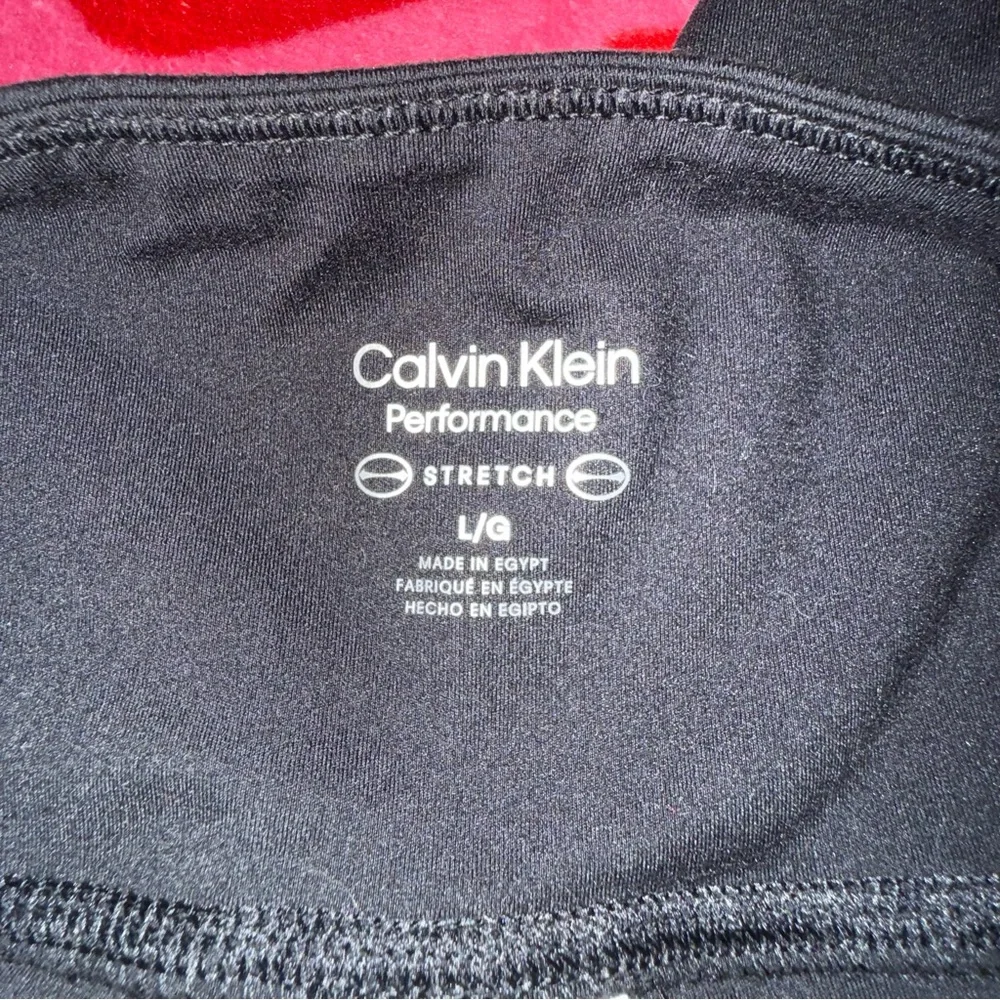 Calvin Klein
Performance
STRETCH
L/G
MADE IN EGYPT
FABRIQUÉ EN ÉGYPTE
HECHO EN EGIPTO